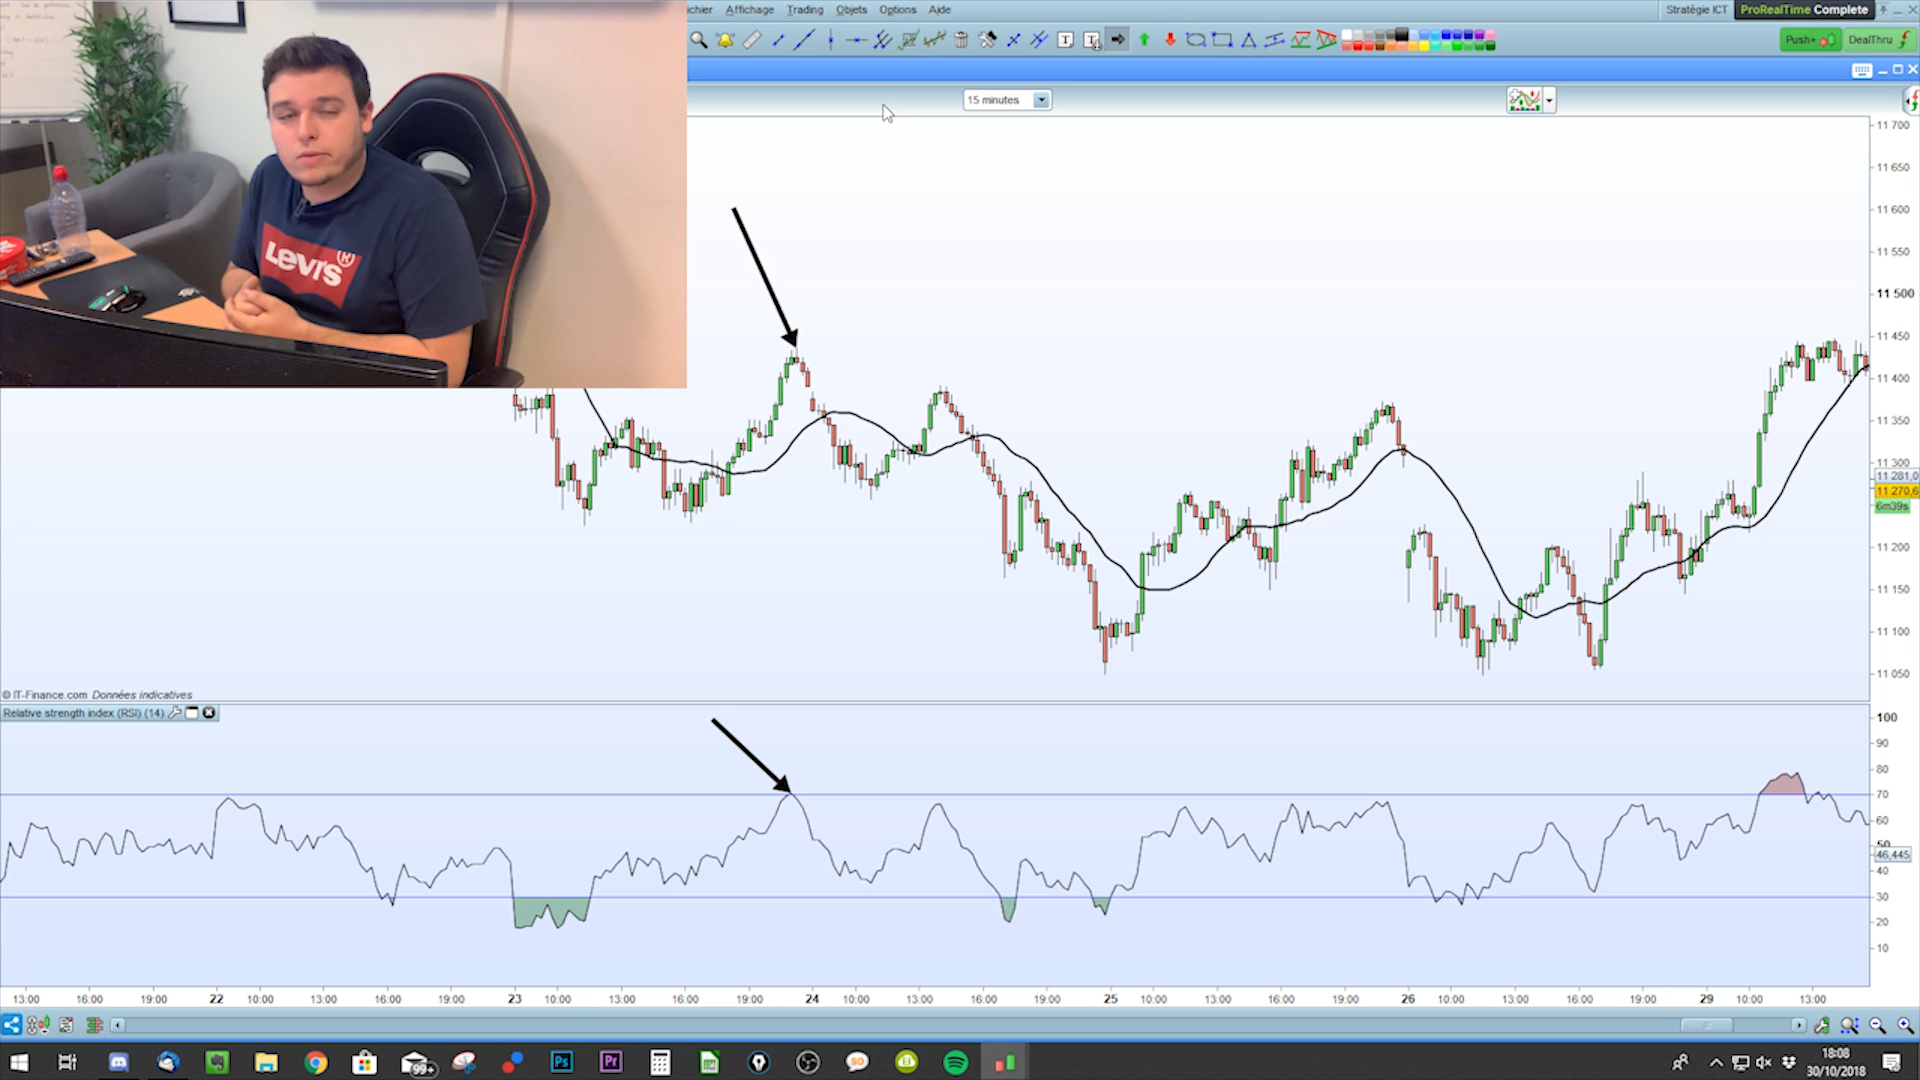 chier Affichage Trading Objets Options Aide
Stratégie ICT
ProRealTime Complete
Push+
DealThru
15 minutes
LEVI'S ®
11 700
11 650
11 600
11 550
11 500
11 450
11 400
11 350
11 300
11 281,0
11 270,6
6m39s
11 200
11 150
11 100
11 050
© IT-Finance.com Données indicatives
Relative strength index (RSI) (14)
100
90
80
70
60
50
46,445
40
30
20
10
13:00 16:00 19:00 22 10:00 13:00 16:00 19:00 23 10:00 13:00 16:00 19:00 24 10:00 13:00 16:00 19:00 25 10:00 13:00 16:00 19:00 26 10:00 13:00 16:00 19:00 29 10:00 13:00
99+
Ps
Pr
18:08
30/10/2018